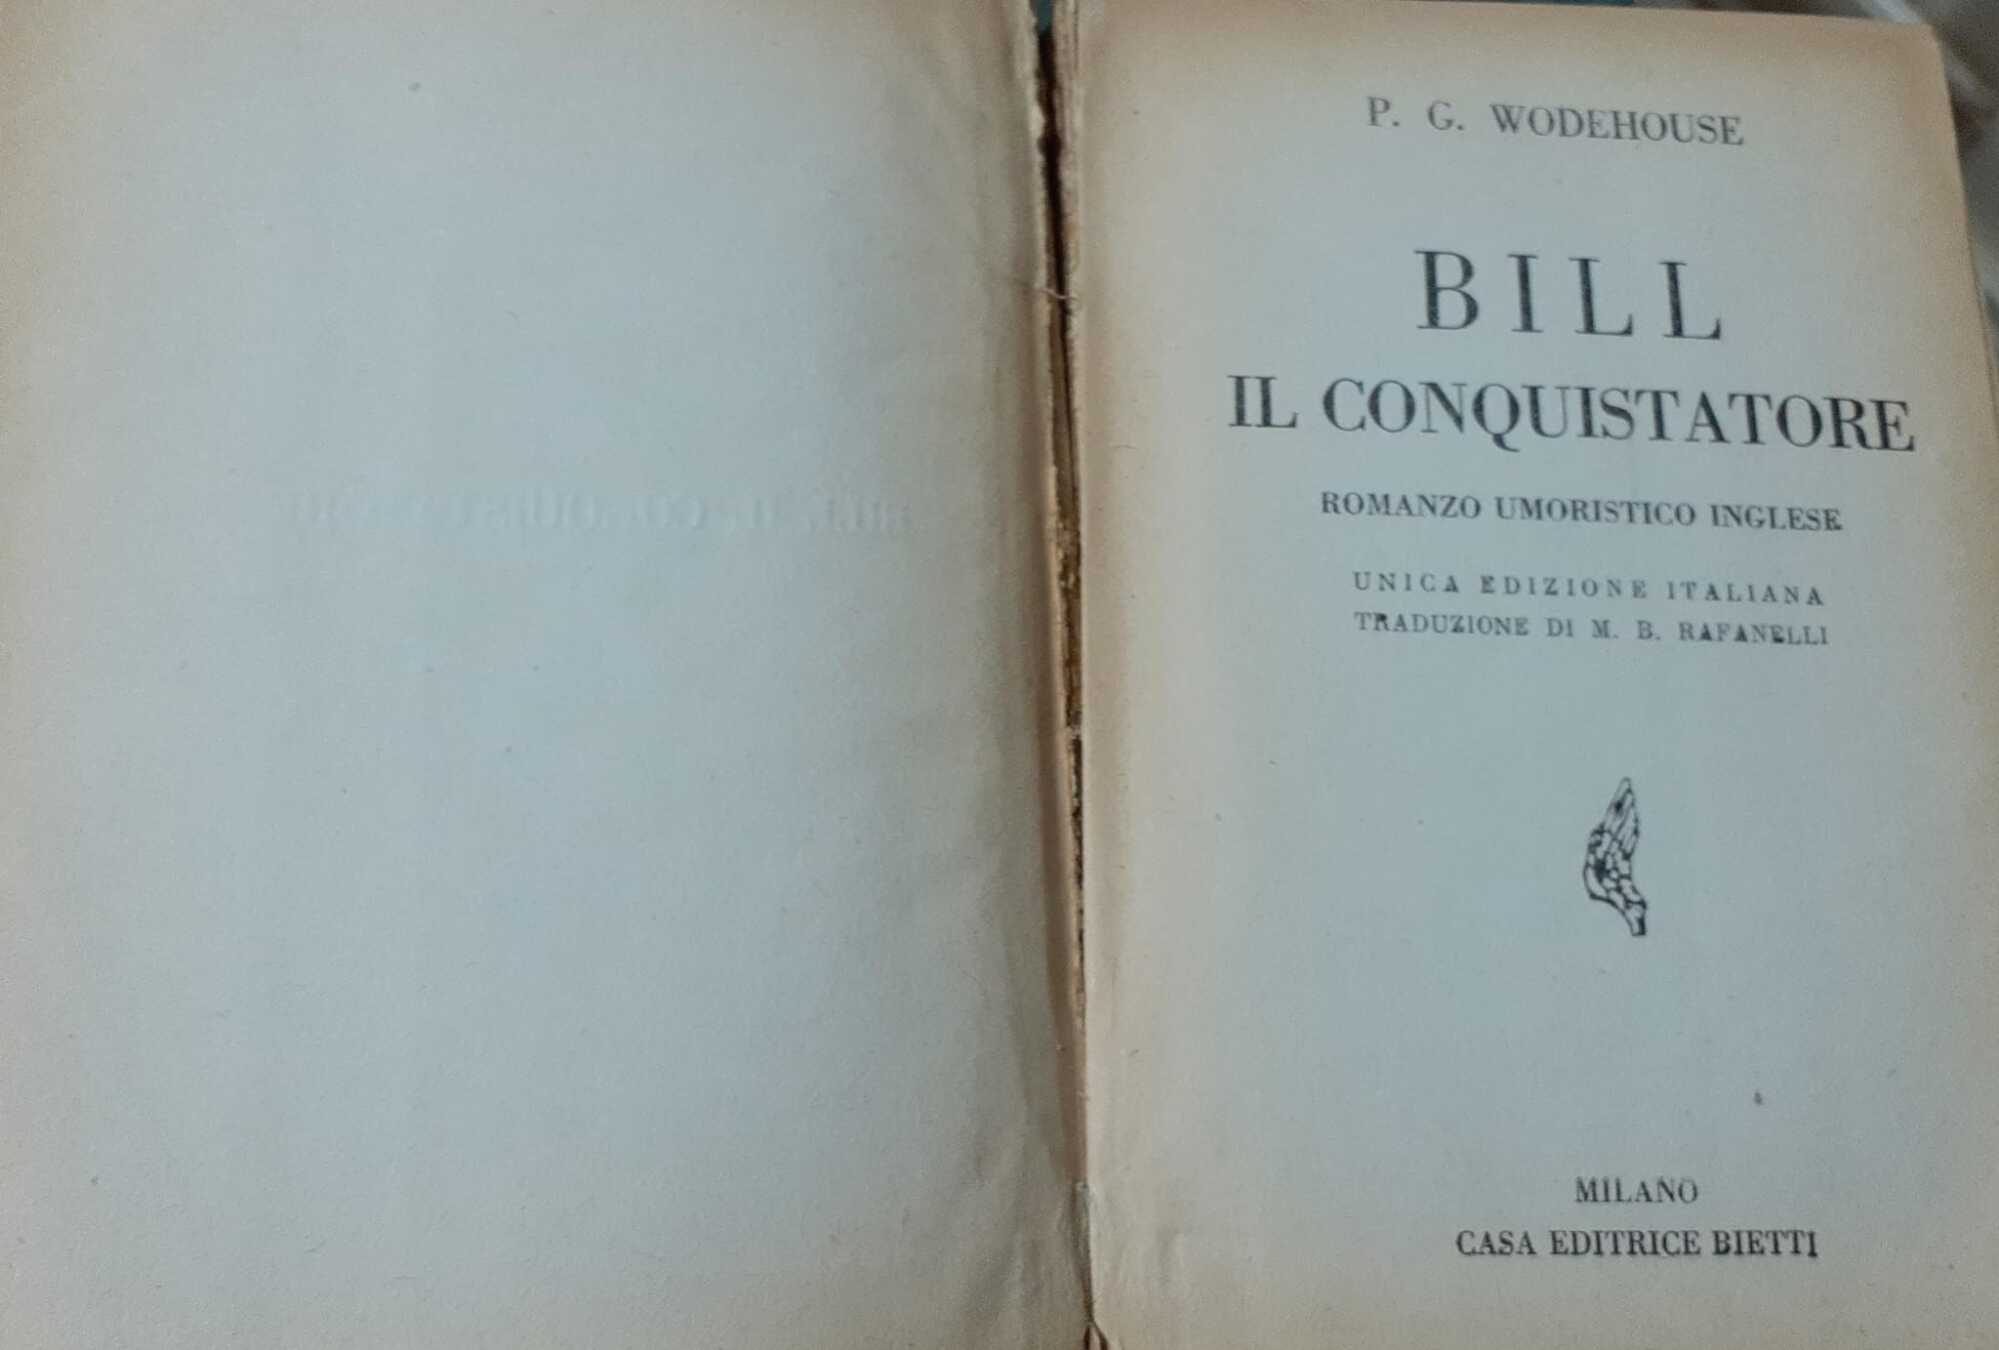 P. G. WODEHOUSE
BILL
IL CONQUISTATORE
ROMANZO UMORISTICO INGLESE
UNICA EDIZIONE ITALIANA
TRADUZIONE DI M. B. RAFANELLI
MILANO
CASA EDITRICE BIETTI